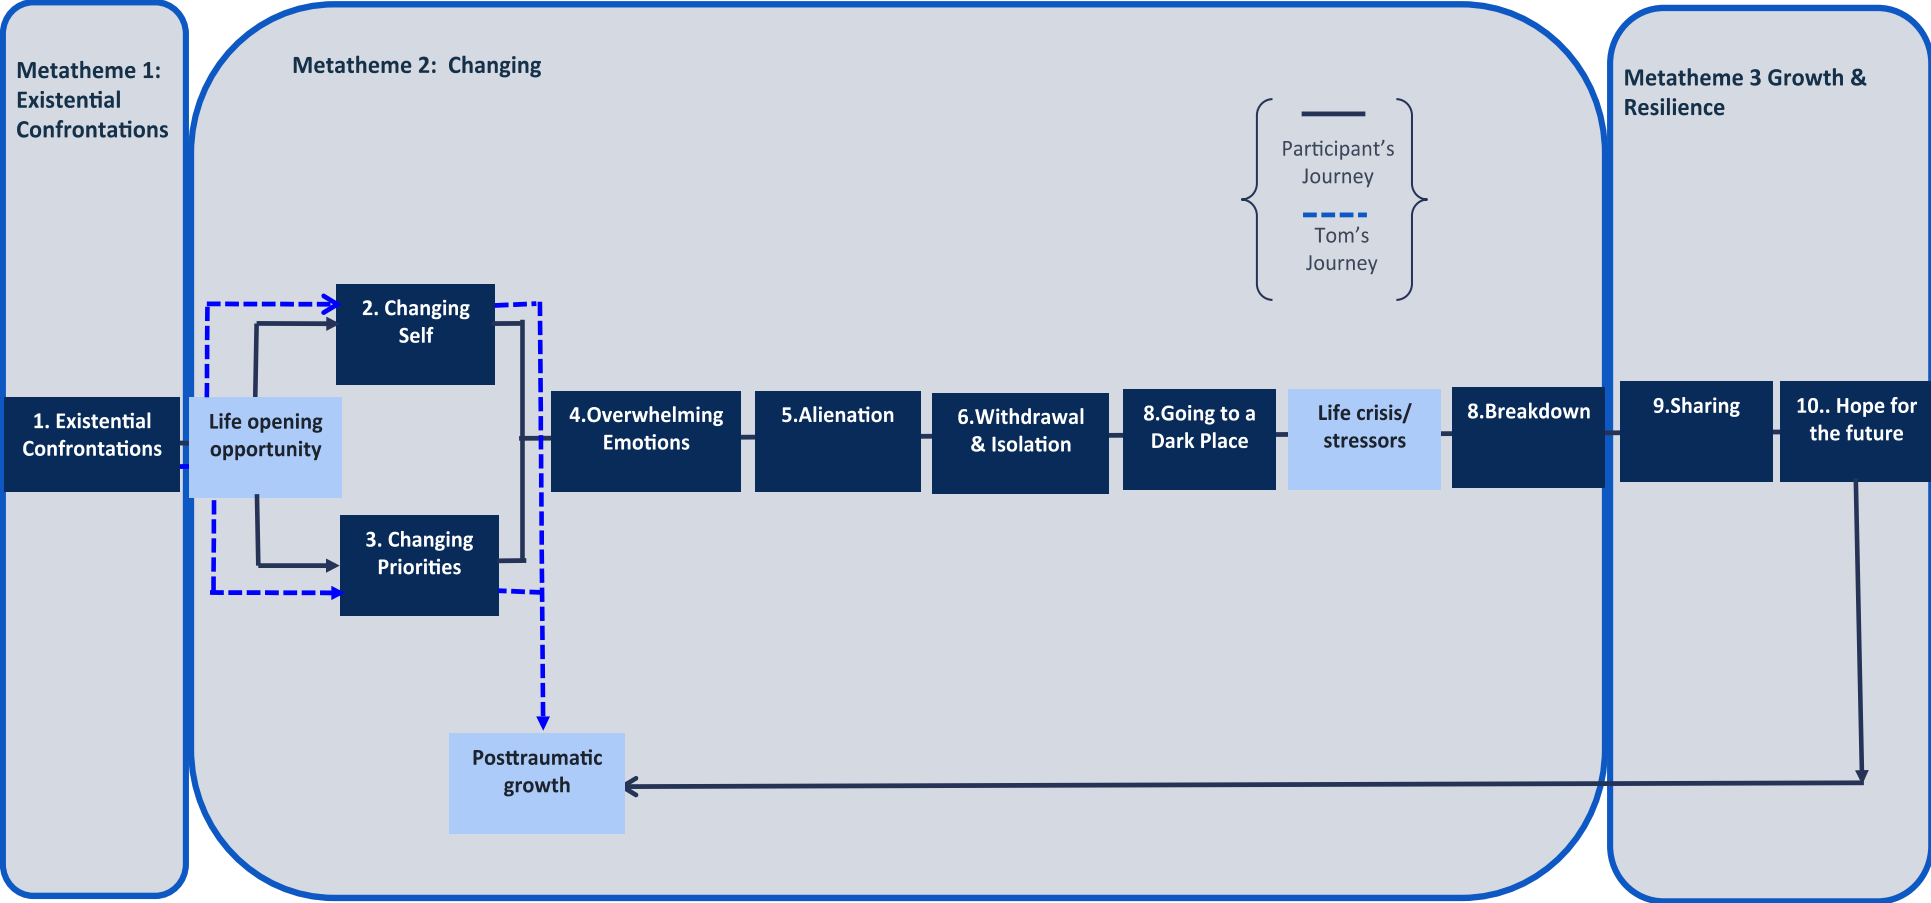 Metatheme 1:
Existential
Confrontations
Metatheme 2:  Changing
Metatheme 3 Growth &
Resilience
Participant’s
Journey
Tom’s
Journey
2. Changing
Self
1. Existential
Confrontations
Life opening
opportunity
3. Changing
Priorities
4.Overwhelming
Emotions
5.Alienation
6.Withdrawal
& Isolation
8.Going to a
Dark Place
Life crisis/
stressors
8.Breakdown
9.Sharing
10.. Hope for
the future
Posttraumatic
growth